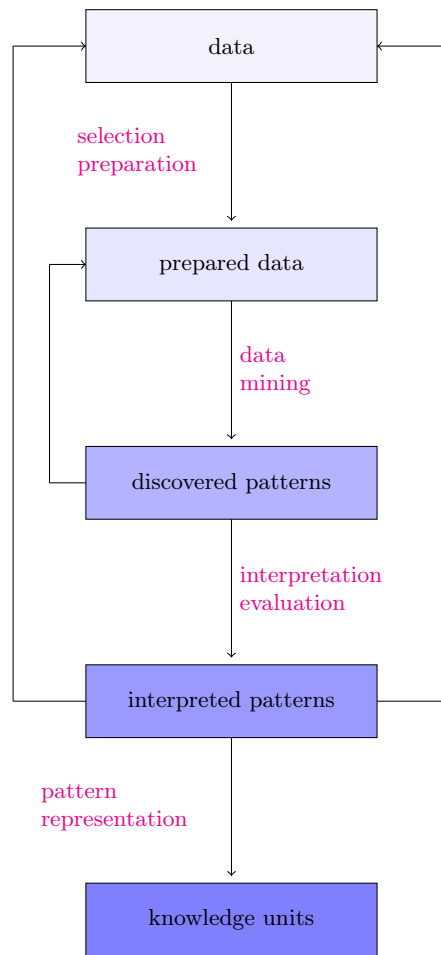 data
selection
preparation
prepared data
data
mining
discovered patterns
interpretation
evaluation
interpreted patterns
pattern
representation
knowledge units